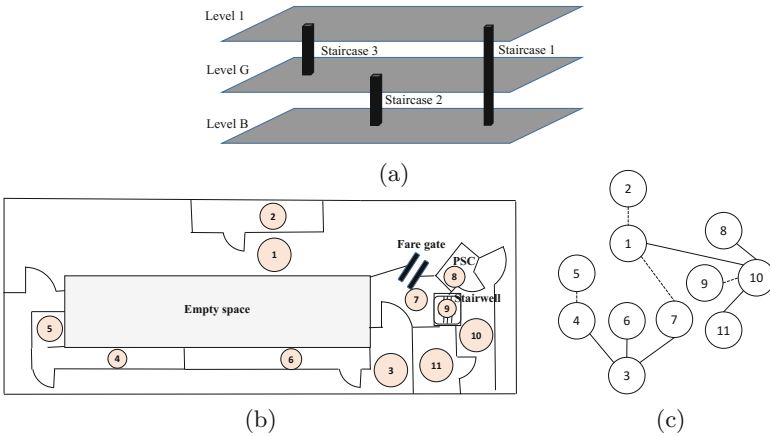 Level 1
Staircase 3
Staircase 1
Level G
Staircase 2
Level B
(a)
2
1
Fare gate
PSC
8
7
Stairwell
9
Empty space
5
10
4
6
3
11
(b)
2
1
8
5
9
10
4
6
7
11
3
(c)